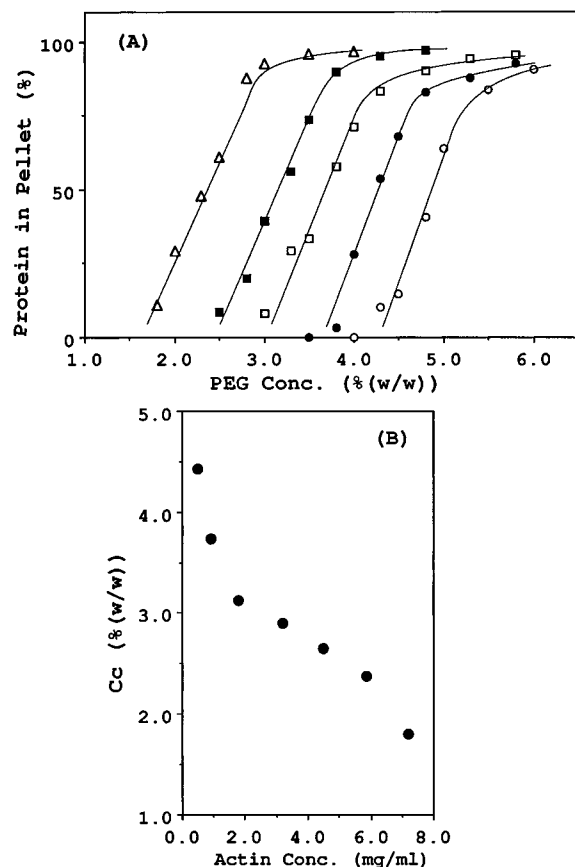 (A)
100
50
0
Protein in Pellet (%)
1.0 2.0 3.0 4.0 5.0 6.0
PEG Conc. (%(w/w))
(B)
5.0
4.0
3.0
2.0
1.0
Cc (%(w/w))
0.0 2.0 4.0 6.0 8.0
Actin Conc. (mg/ml)